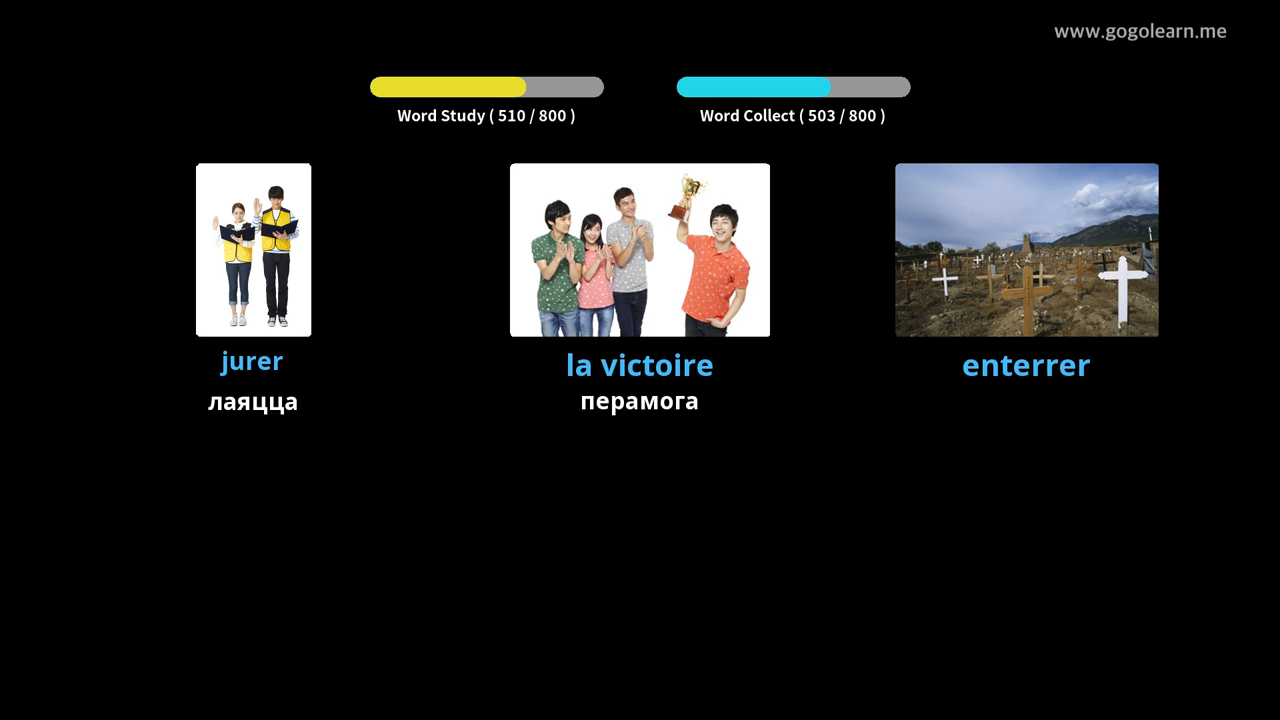 www.gogolearn.me
Word Study ( 510 / 800 )
Word Collect ( 503 / 800 )
jurer
la victoire
enterrer
лаяцца
перамога